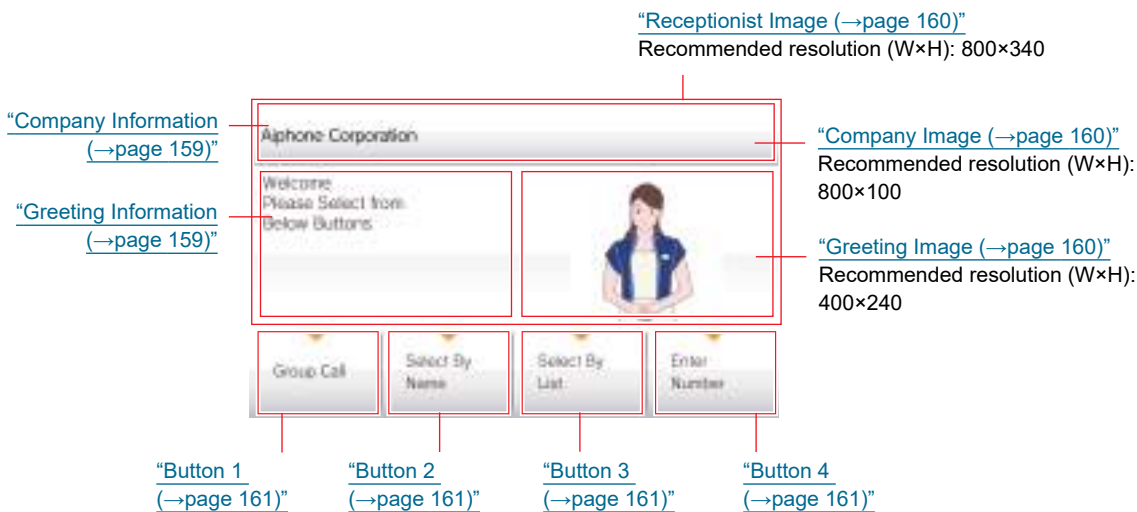 “Receptionist Image (→page 160)”
Recommended resolution (W×H): 800×340
“Company Information
(→page 159)”
Aiphone Corporation
“Company Image (→page 160)”
Recommended resolution (W×H):
800×100
“Greeting Information
(→page 159)”
Welcome
Please Select from
Below Buttons
“Greeting Image (→page 160)”
Recommended resolution (W×H):
400×240
Group Call
Select By
Name
Select By
List
Enter
Number
“Button 1
(→page 161)”
“Button 2
(→page 161)”
“Button 3
(→page 161)”
“Button 4
(→page 161)”